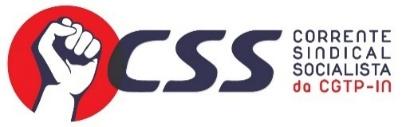 CSS
CORRENTE
SINDICAL
SOCIALISTA
da CGTP-in